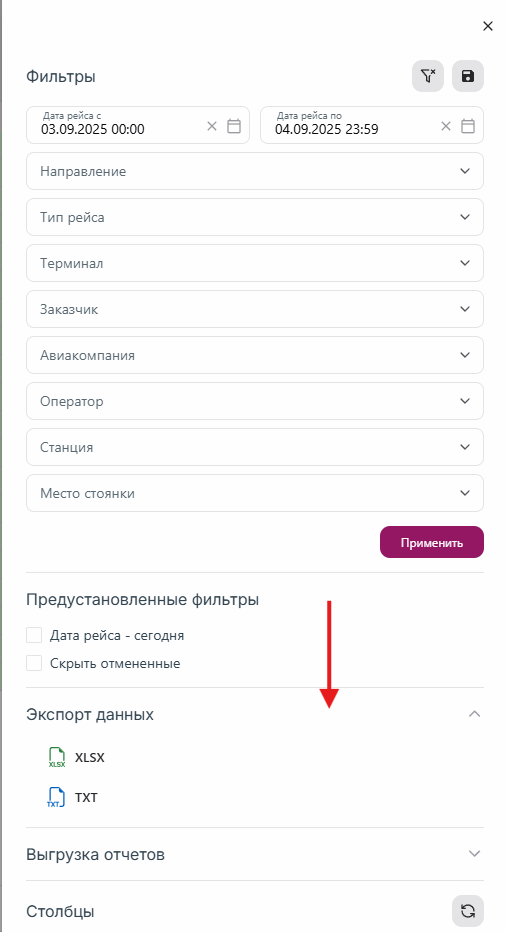 Фильтры
Дата рейса с
03.09.2025 00:00
Дата рейса по
04.09.2025 23:59
Направление
Тип рейса
Терминал
Заказчик
Авиакомпания
Оператор
Станция
Место стоянки
Применить
Предустановленные фильтры
Дата рейса - сегодня
Скрыть отмененные
Экспорт данных
XLSX XLSX
TXT TXT
Выгрузка отчетов
Столбцы